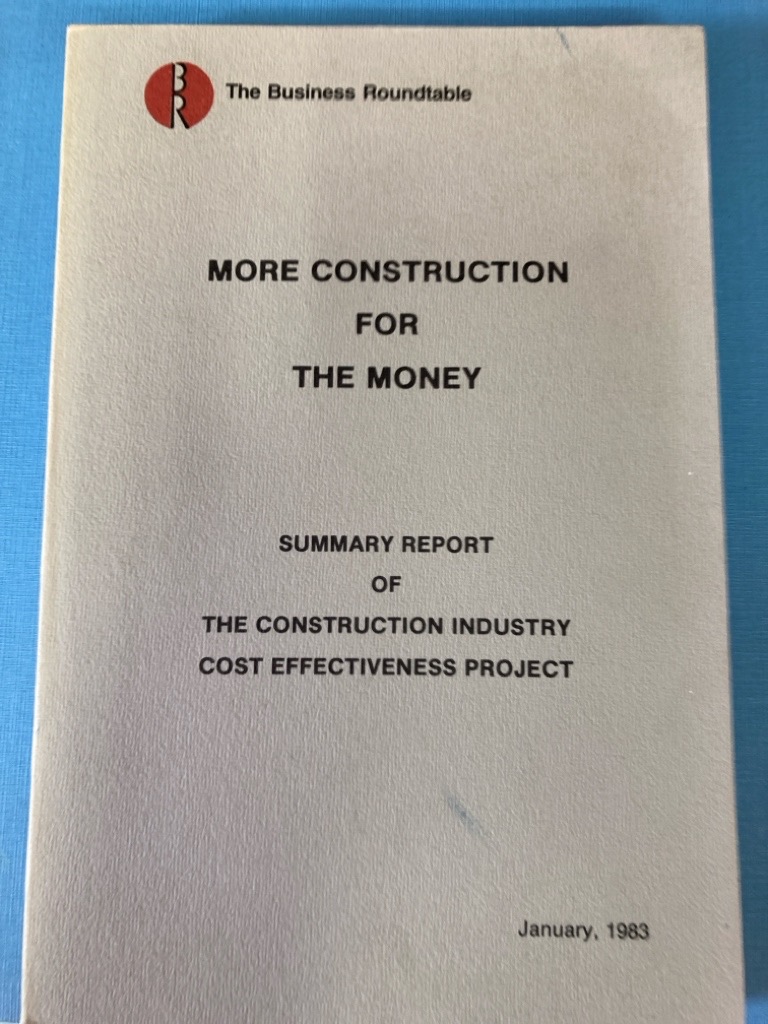 BR
The Business Roundtable
MORE CONSTRUCTION
FOR
THE MONEY
SUMMARY REPORT
OF
THE CONSTRUCTION INDUSTRY
COST EFFECTIVENESS PROJECT
January, 1983